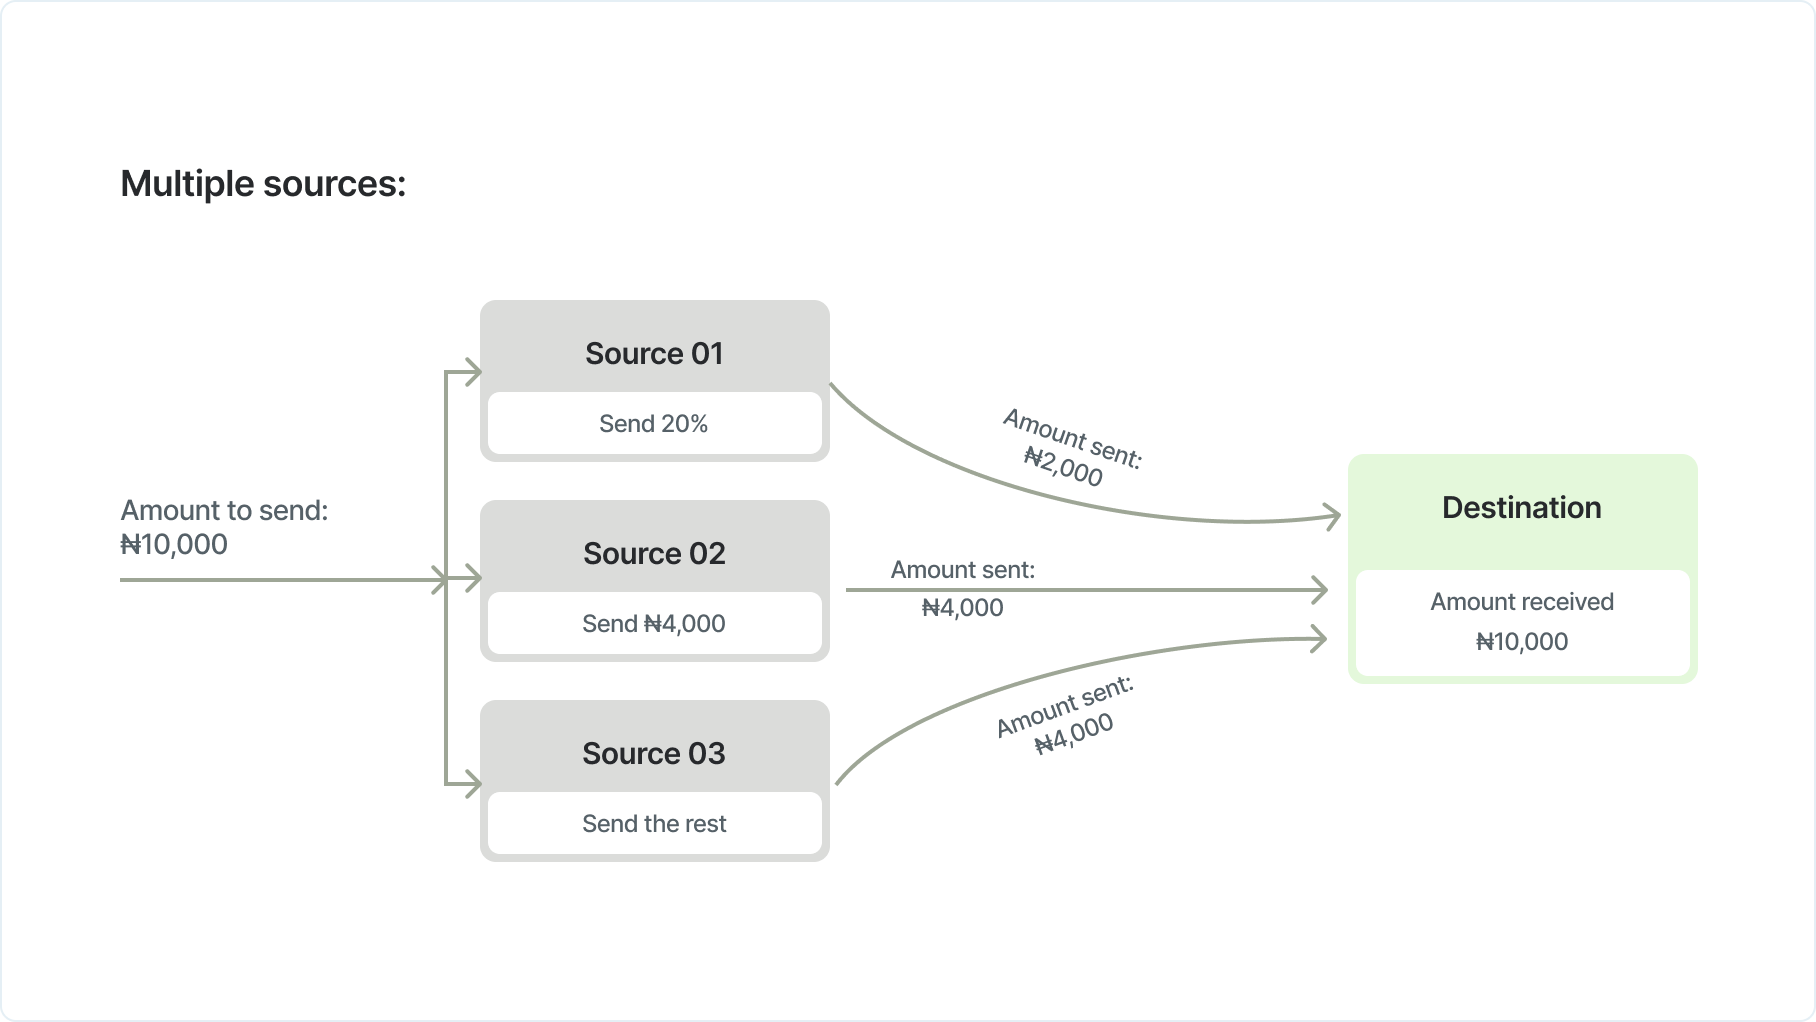 Multiple sources:
Amount to send:
₦10,000
Source 01
Send 20%
Source 02
Send ₦4,000
Source 03
Send the rest
Amount sent:
₦2,000
Amount sent:
₦4,000
Amount sent:
₦4,000
Destination
Amount received
₦10,000